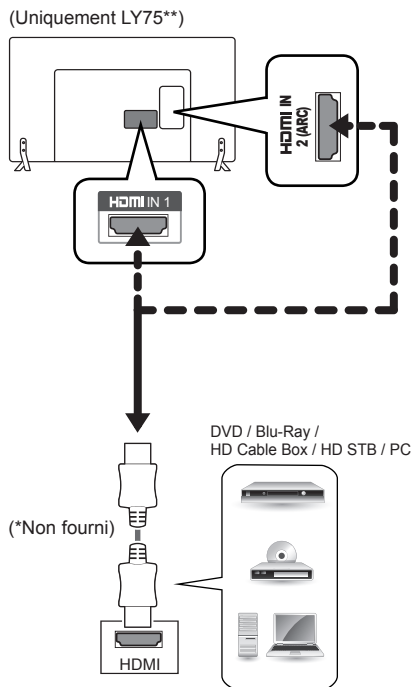 (Uniquement LY75**)
HDMI IN
2 (ARC)
HDMI IN 1
DVD / Blu-Ray /
HD Cable Box / HD STB / PC
(*Non fourni)
HDMI